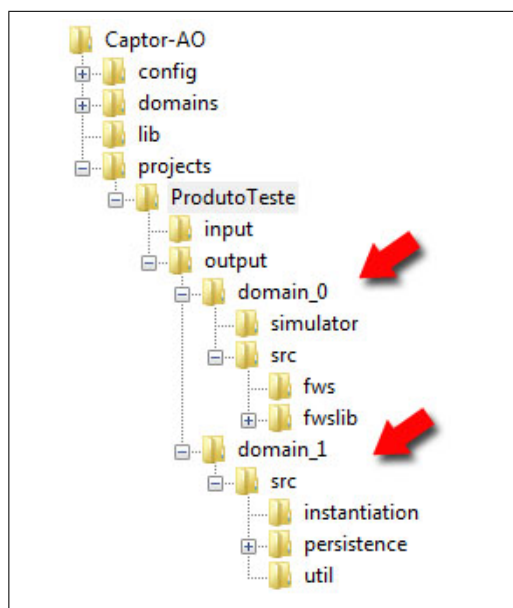 Captor-AO
config
domains
lib
projects
ProdutoTeste
input
output
domain_0
simulator
src
fws
fwslib
domain_1
src
instantiation
persistence
util